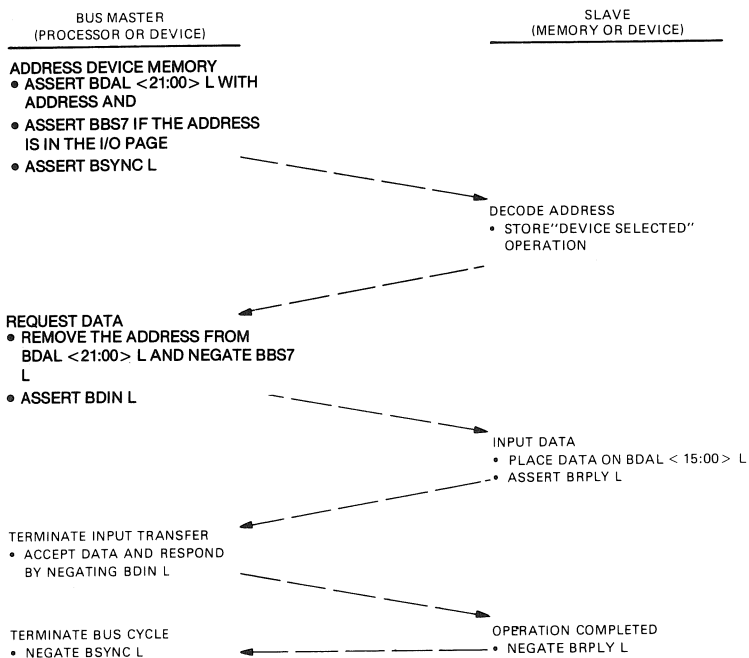 BUS MASTER
(PROCESSOR OR DEVICE)
SLAVE
(MEMORY OR DEVICE)
ADDRESS DEVICE MEMORY
• ASSERT BDAL <21:00> L WITH
ADDRESS AND
• ASSERT BBS7 IF THE ADDRESS
IS IN THE I/O PAGE
• ASSERT BSYNC L
DECODE ADDRESS
• STORE"DEVICE SELECTED"
OPERATION
REQUEST DATA
• REMOVE THE ADDRESS FROM
BDAL <21:00> L AND NEGATE BBS7
L
• ASSERT BDIN L
INPUT DATA
• PLACE DATA ON BDAL < 15:00 > L
• ASSERT BRPLY L
TERMINATE INPUT TRANSFER
• ACCEPT DATA AND RESPOND
BY NEGATING BDIN L
OPERATION COMPLETED
• NEGATE BRPLY L
TERMINATE BUS CYCLE
• NEGATE BSYNC L